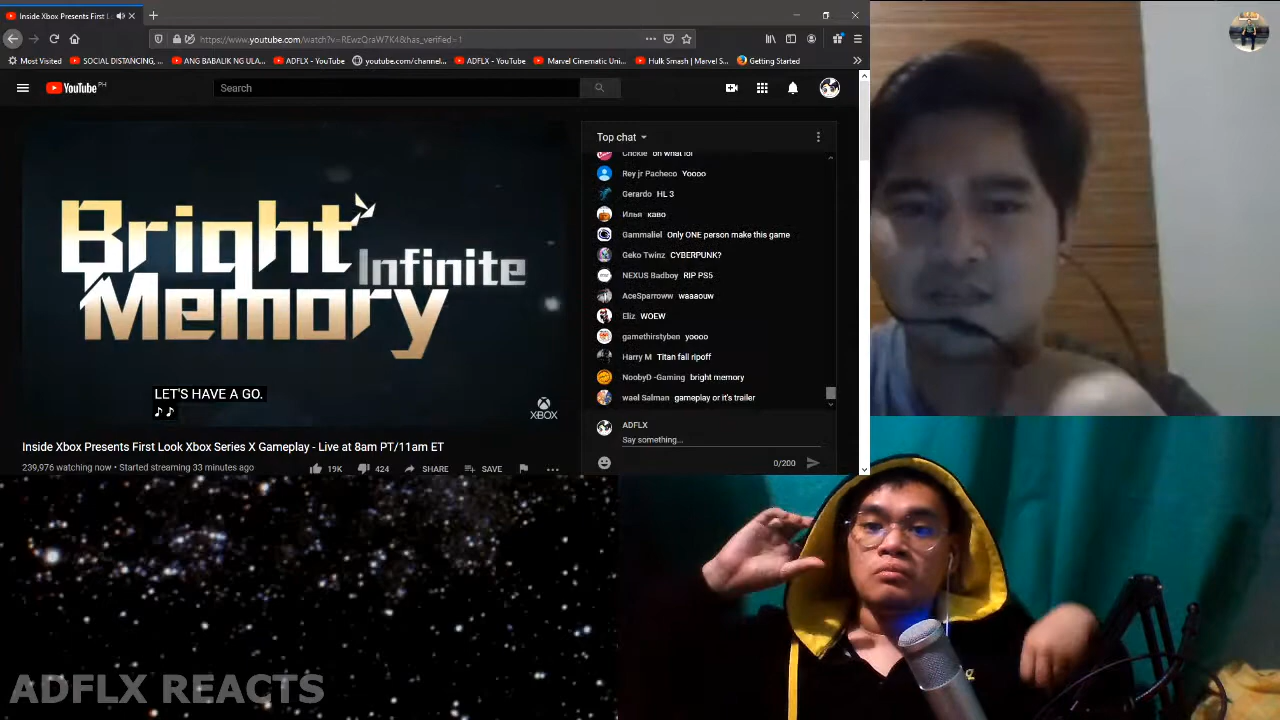 Inside Xbox Presents First L
https://www.youtube.com/watch?v=REwzQraW7K4&has_verified=1
Most Visited
SOCIAL DISTANCING, ...
ANG BABALIK NG ULA...
ADFLX - YouTube
youtube.com/channel...
ADFLX - YouTube
Marvel Cinematic Uni...
Hulk Smash | Marvel S...
Getting Started
YouTube PH
Search
Bright
Infinite
Memory
LET'S HAVE A GO.
♪ ♪
XBOX
Top chat
on what lol
Rey jr Pacheco Yoooo
Gerardo HL 3
Илья каво
Gammaliel Only ONE person make this game
Geko Twinz CYBERPUNK?
NEXUS Badboy RIP PS5
AceSparroww waaaouw
Eliz WOEW
gamethirstyben yoooo
Harry M Titan fall ripoff
NoobyD -Gaming bright memory
wael Salman gameplay or it's trailer
ADFLX
Say something...
0/200
Inside Xbox Presents First Look Xbox Series X Gameplay - Live at 8am PT/11am ET
239,976 watching now • Started streaming 33 minutes ago
19K
424
SHARE
SAVE
ADFLX REACTS